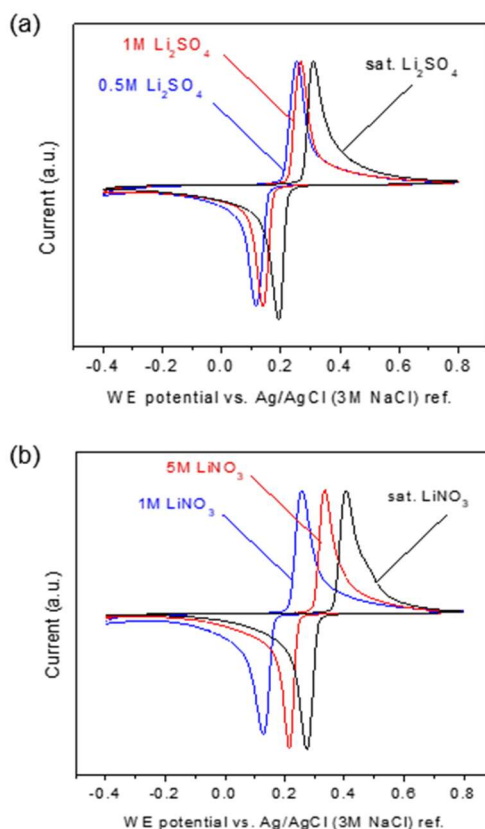 (a)
1M Li₂SO₄
sat. Li₂SO₄
0.5M Li₂SO₄
Current (a.u.)
-0.4 -0.2 0.0 0.2 0.4 0.6 0.8
WE potential vs. Ag/AgCl (3M NaCl) ref.
(b)
5M LiNO₃
sat. LiNO₃
1M LiNO₃
Current (a.u.)
-0.4 -0.2 0.0 0.2 0.4 0.6 0.8
WE potential vs. Ag/AgCl (3M NaCl) ref.